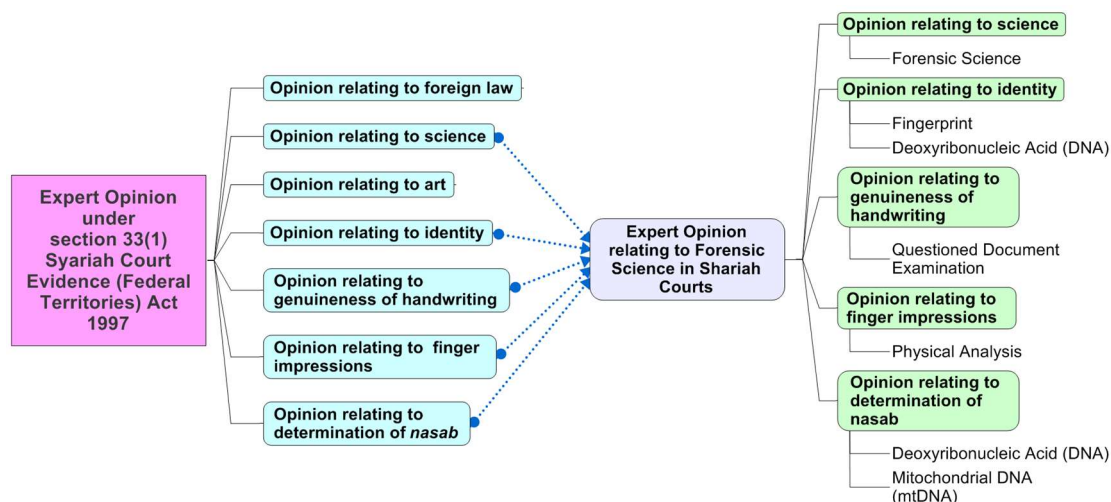 Expert Opinion
under
section 33(1)
Syariah Court
Evidence (Federal
Territories) Act
1997
Opinion relating to foreign law
Opinion relating to science
Opinion relating to art
Opinion relating to identity
Opinion relating to
genuineness of handwriting
Opinion relating to  finger
impressions
Opinion relating to
determination of nasab
Expert Opinion
relating to Forensic
Science in Shariah
Courts
Opinion relating to science
Forensic Science
Opinion relating to identity
Fingerprint
Deoxyribonucleic Acid (DNA)
Opinion relating to
genuineness of
handwriting
Questioned Document
Examination
Opinion relating to
finger impressions
Physical Analysis
Opinion relating to
determination of
nasab
Deoxyribonucleic Acid (DNA)
Mitochondrial DNA
(mtDNA)